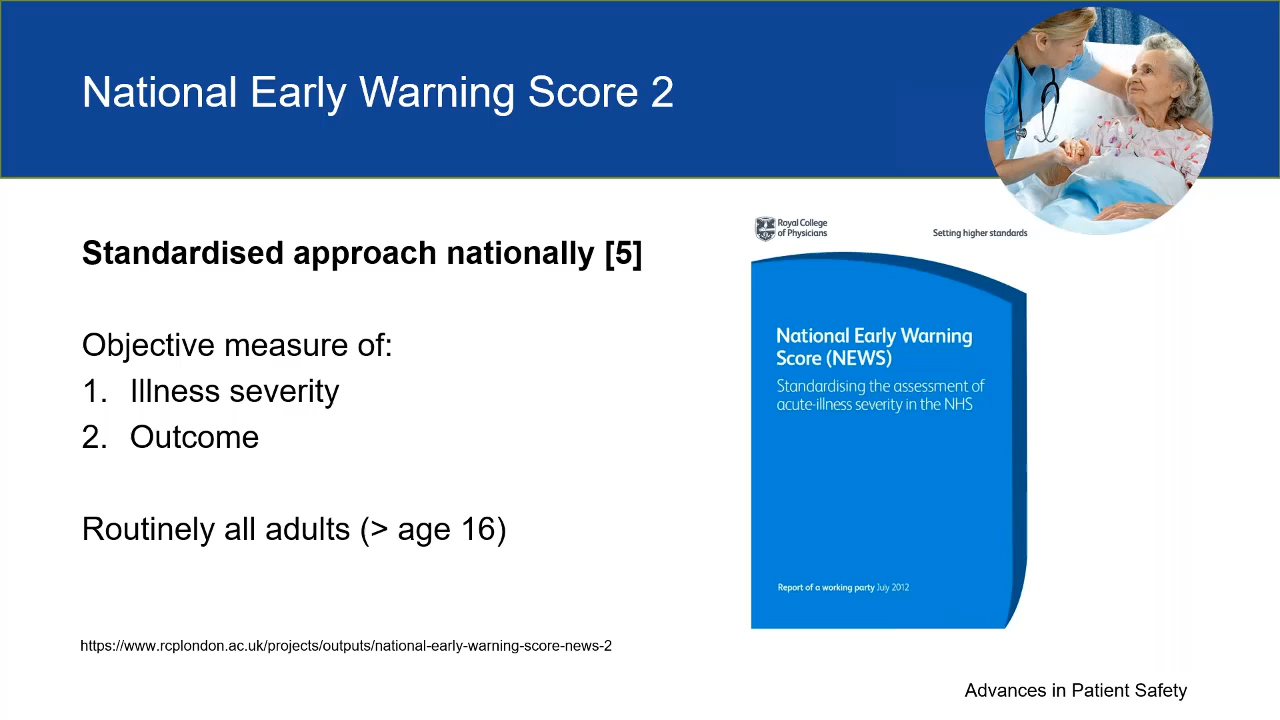 National Early Warning Score 2
Standardised approach nationally [5]
Objective measure of:
1. Illness severity
2. Outcome
Routinely all adults (> age 16)
https://www.rcplondon.ac.uk/projects/outputs/national-early-warning-score-news-2
Royal College
of Physicians
Setting higher standards
National Early Warning
Score (NEWS)
Standardising the assessment of
acute-illness severity in the NHS
Report of a working party July 2012
Advances in Patient Safety